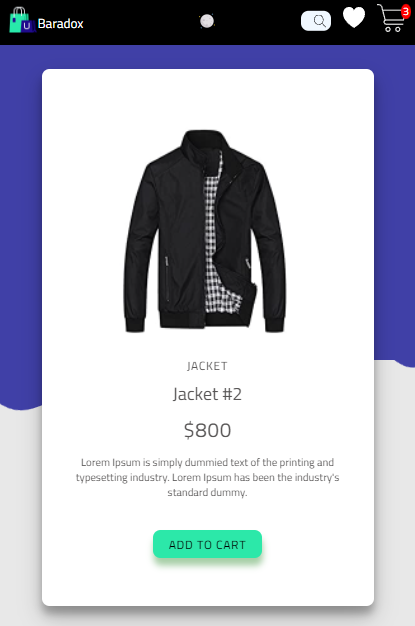 U Baradox
3
JACKET
Jacket #2
$800
Lorem Ipsum is simply dummied text of the printing and
typesetting industry. Lorem Ipsum has been the industry's
standard dummy.
ADD TO CART